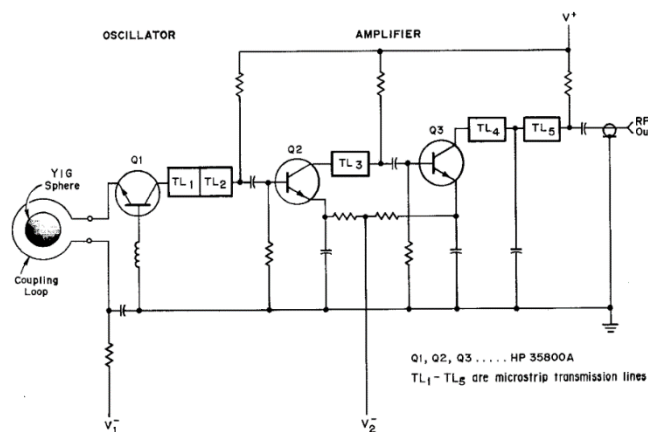 OSCILLATOR
AMPLIFIER
V+
Q1
Q2
Q3
YIG
Sphere
Coupling
Loop
TL1
TL2
TL3
TL4
TL5
RF
Out
V1-
V2-
Q1, Q2, Q3 ..... HP 35800A
TL1 - TL5 are microstrip transmission lines